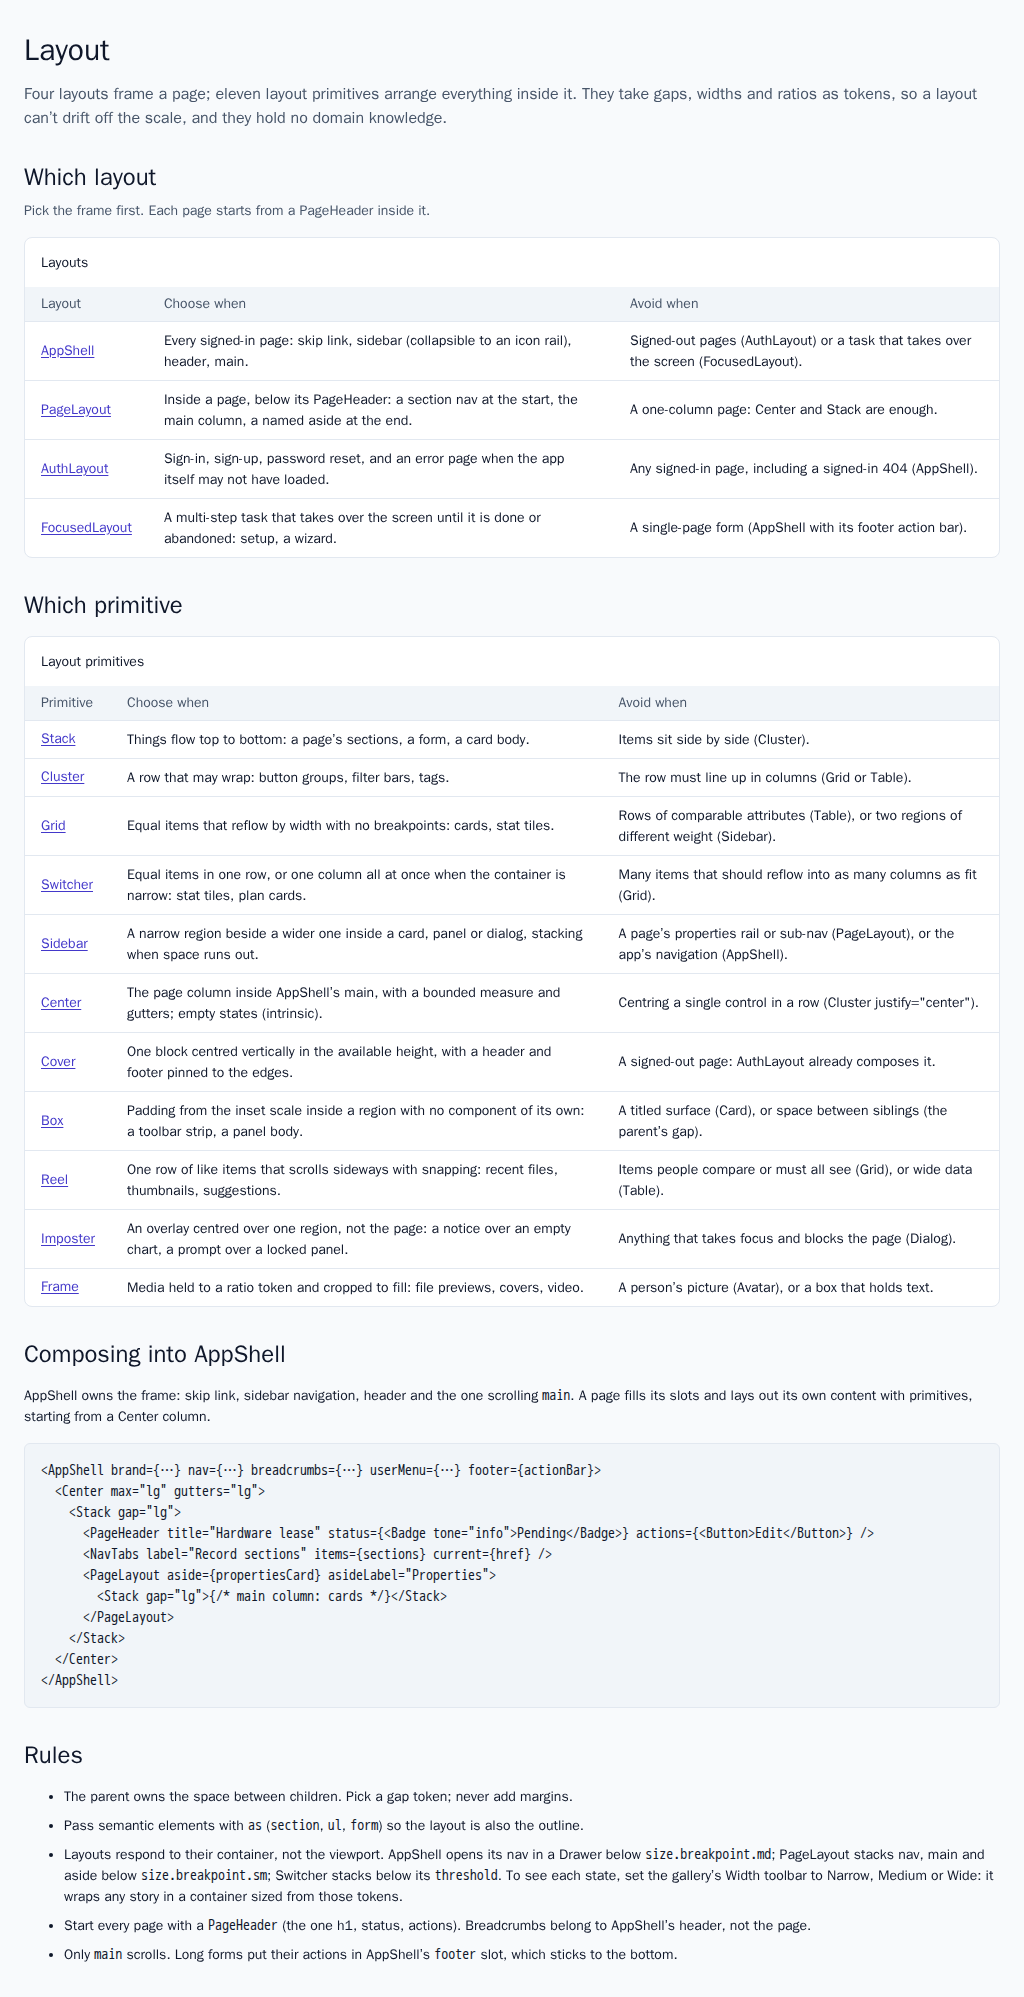 Layout
Four layouts frame a page; eleven layout primitives arrange everything inside it. They take gaps, widths and ratios as tokens, so a layout
can't drift off the scale, and they hold no domain knowledge.
Which layout
Pick the frame first. Each page starts from a PageHeader inside it.
Layouts
Layout Choose when Avoid when
AppShell Every signed-in page: skip link, sidebar (collapsible to an icon rail), header, main. Signed-out pages (AuthLayout) or a task that takes over the screen (FocusedLayout).
PageLayout Inside a page, below its PageHeader: a section nav at the start, the main column, a named aside at the end. A one-column page: Center and Stack are enough.
AuthLayout Sign-in, sign-up, password reset, and an error page when the app itself may not have loaded. Any signed-in page, including a signed-in 404 (AppShell).
FocusedLayout A multi-step task that takes over the screen until it is done or abandoned: setup, a wizard. A single-page form (AppShell with its footer action bar).
Which primitive
Layout primitives
Primitive Choose when Avoid when
Stack Things flow top to bottom: a page's sections, a form, a card body. Items sit side by side (Cluster).
Cluster A row that may wrap: button groups, filter bars, tags. The row must line up in columns (Grid or Table).
Grid Equal items that reflow by width with no breakpoints: cards, stat tiles. Rows of comparable attributes (Table), or two regions of different weight (Sidebar).
Switcher Equal items in one row, or one column all at once when the container is narrow: stat tiles, plan cards. Many items that should reflow into as many columns as fit (Grid).
Sidebar A narrow region beside a wider one inside a card, panel or dialog, stacking when space runs out. A page's properties rail or sub-nav (PageLayout), or the app's navigation (AppShell).
Center The page column inside AppShell's main, with a bounded measure and gutters; empty states (intrinsic). Centring a single control in a row (Cluster justify="center").
Cover One block centred vertically in the available height, with a header and footer pinned to the edges. A signed-out page: AuthLayout already composes it.
Box Padding from the inset scale inside a region with no component of its own: a toolbar strip, a panel body. A titled surface (Card), or space between siblings (the parent's gap).
Reel One row of like items that scrolls sideways with snapping: recent files, thumbnails, suggestions. Items people compare or must all see (Grid), or wide data (Table).
Imposter An overlay centred over one region, not the page: a notice over an empty chart, a prompt over a locked panel. Anything that takes focus and blocks the page (Dialog).
Frame Media held to a ratio token and cropped to fill: file previews, covers, video. A person's picture (Avatar), or a box that holds text.
Composing into AppShell
AppShell owns the frame: skip link, sidebar navigation, header and the one scrolling main. A page fills its slots and lays out its own content with primitives,
starting from a Center column.
<AppShell brand={…} nav={…} breadcrumbs={…} userMenu={…} footer={actionBar}>
  <Center max="lg" gutters="lg">
    <Stack gap="lg">
      <PageHeader title="Hardware lease" status={<Badge tone="info">Pending</Badge>} actions={<Button>Edit</Button>} />
      <NavTabs label="Record sections" items={sections} current={href} />
      <PageLayout aside={propertiesCard} asideLabel="Properties">
        <Stack gap="lg">{/* main column: cards */}</Stack>
      </PageLayout>
    </Stack>
  </Center>
</AppShell>
Rules
• The parent owns the space between children. Pick a gap token; never add margins.
• Pass semantic elements with as (section, ul, form) so the layout is also the outline.
• Layouts respond to their container, not the viewport. AppShell opens its nav in a Drawer below size.breakpoint.md; PageLayout stacks nav, main and
aside below size.breakpoint.sm; Switcher stacks below its threshold. To see each state, set the gallery's Width toolbar to Narrow, Medium or Wide: it
wraps any story in a container sized from those tokens.
• Start every page with a PageHeader (the one h1, status, actions). Breadcrumbs belong to AppShell's header, not the page.
• Only main scrolls. Long forms put their actions in AppShell's footer slot, which sticks to the bottom.